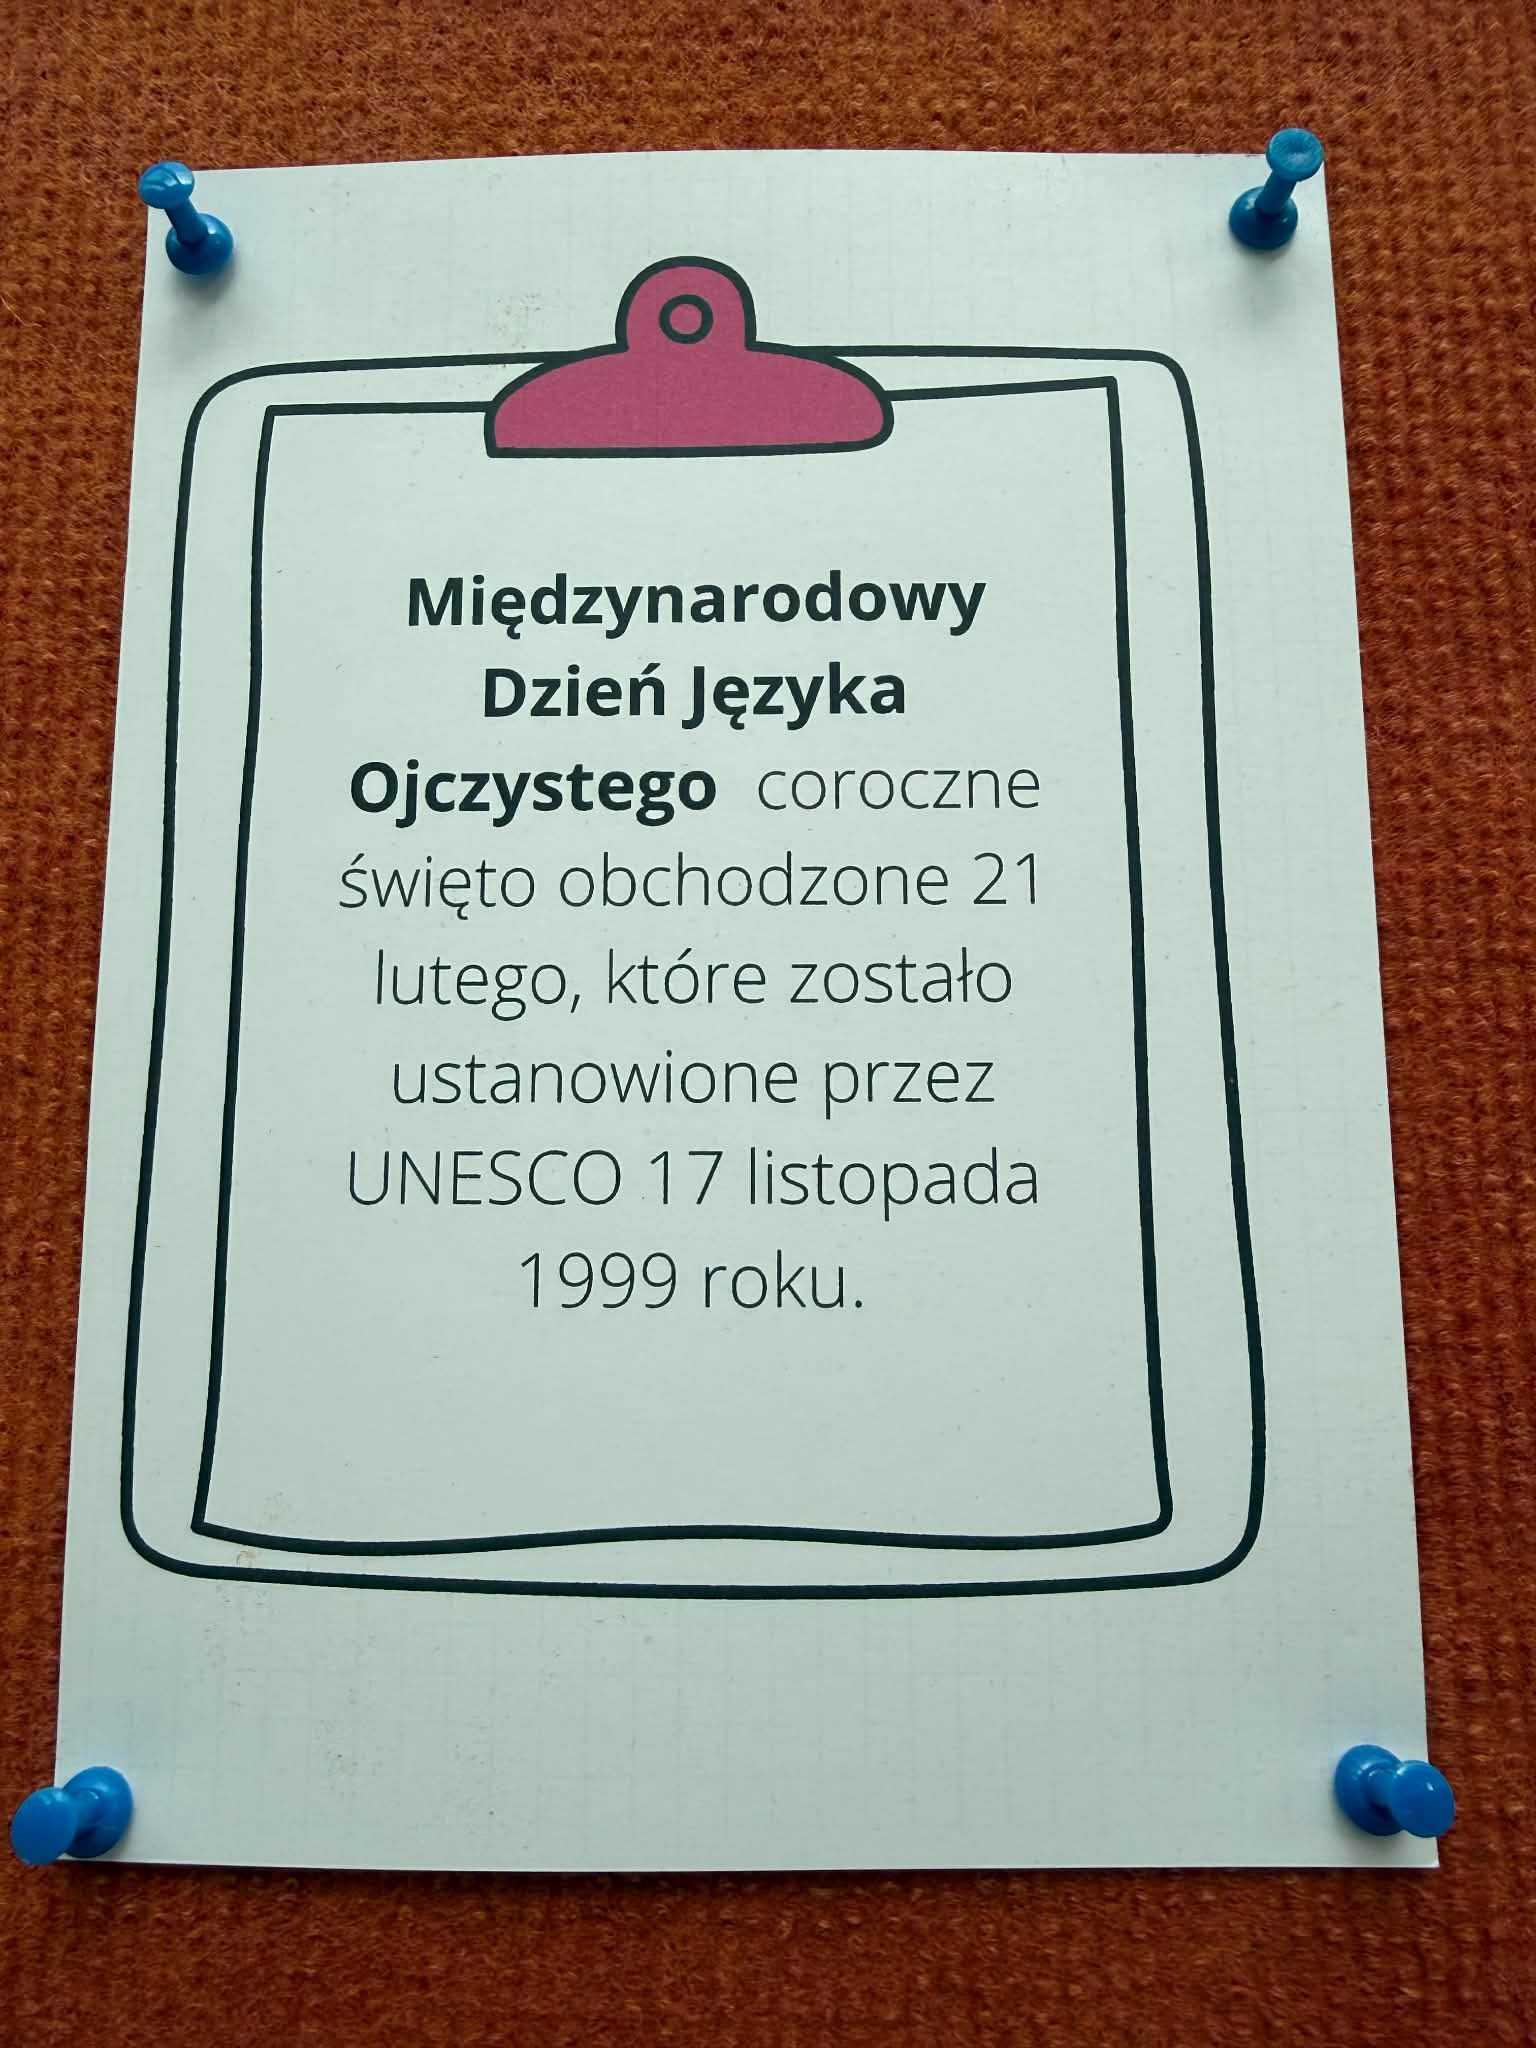 Międzynarodowy
Dzień Języka
Ojczystego coroczne
święto obchodzone 21
lutego, które zostało
ustanowione przez
UNESCO 17 listopada
1999 roku.